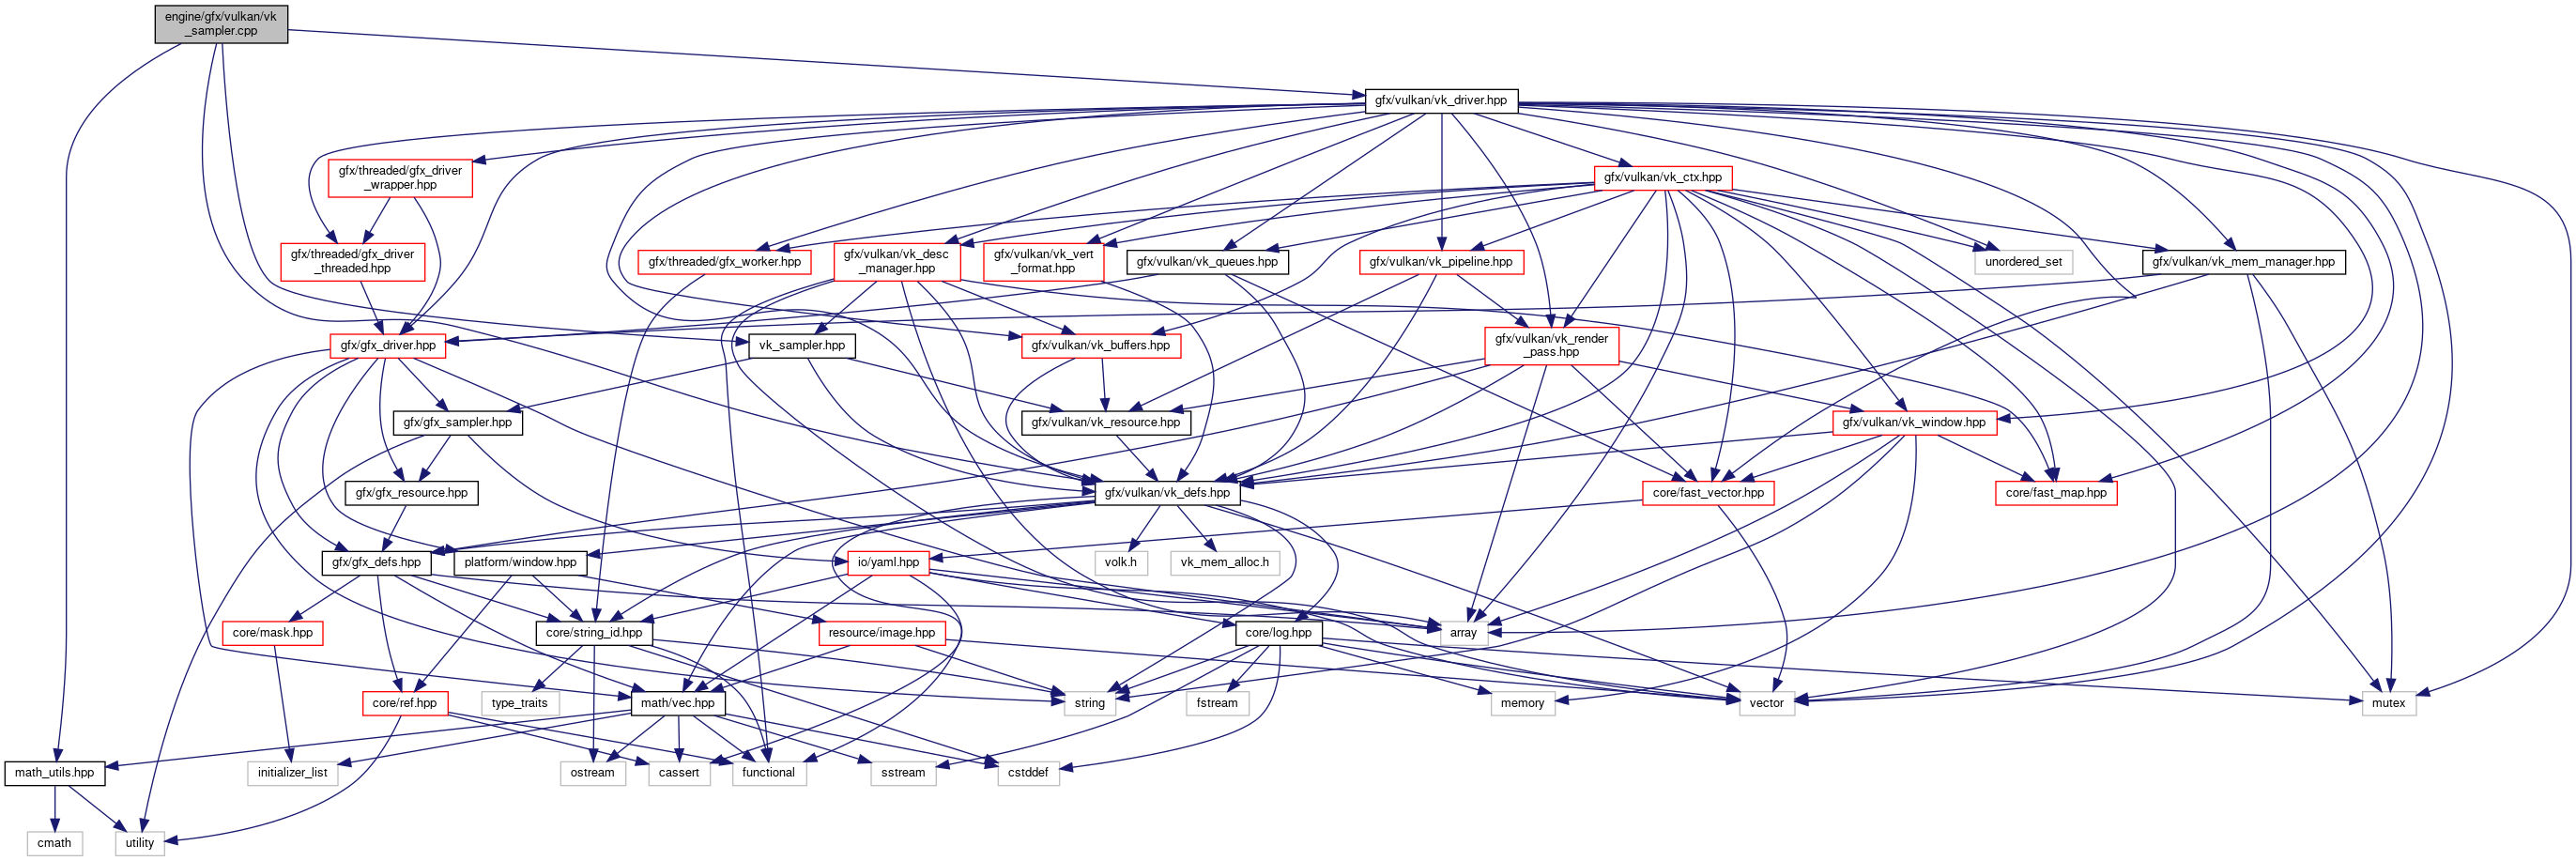 engine/gfx/vulkan/vk
_sampler.cpp
gfx/vulkan/vk_driver.hpp
gfx/threaded/gfx_driver
_wrapper.hpp
gfx/vulkan/vk_ctx.hpp
gfx/threaded/gfx_driver
_threaded.hpp
gfx/threaded/gfx_worker.hpp
gfx/vulkan/vk_desc
_manager.hpp
gfx/vulkan/vk_vert
_format.hpp
gfx/vulkan/vk_queues.hpp
gfx/vulkan/vk_pipeline.hpp
unordered_set
gfx/vulkan/vk_mem_manager.hpp
gfx/gfx_driver.hpp
vk_sampler.hpp
gfx/vulkan/vk_buffers.hpp
gfx/vulkan/vk_render
_pass.hpp
gfx/gfx_sampler.hpp
gfx/vulkan/vk_resource.hpp
gfx/vulkan/vk_window.hpp
gfx/gfx_resource.hpp
gfx/vulkan/vk_defs.hpp
core/fast_vector.hpp
core/fast_map.hpp
gfx/gfx_defs.hpp
platform/window.hpp
io/yaml.hpp
volk.h
vk_mem_alloc.h
core/mask.hpp
core/string_id.hpp
resource/image.hpp
core/log.hpp
array
core/ref.hpp
type_traits
math/vec.hpp
string
fstream
memory
vector
mutex
math_utils.hpp
initializer_list
ostream
cassert
functional
sstream
cstddef
cmath
utility